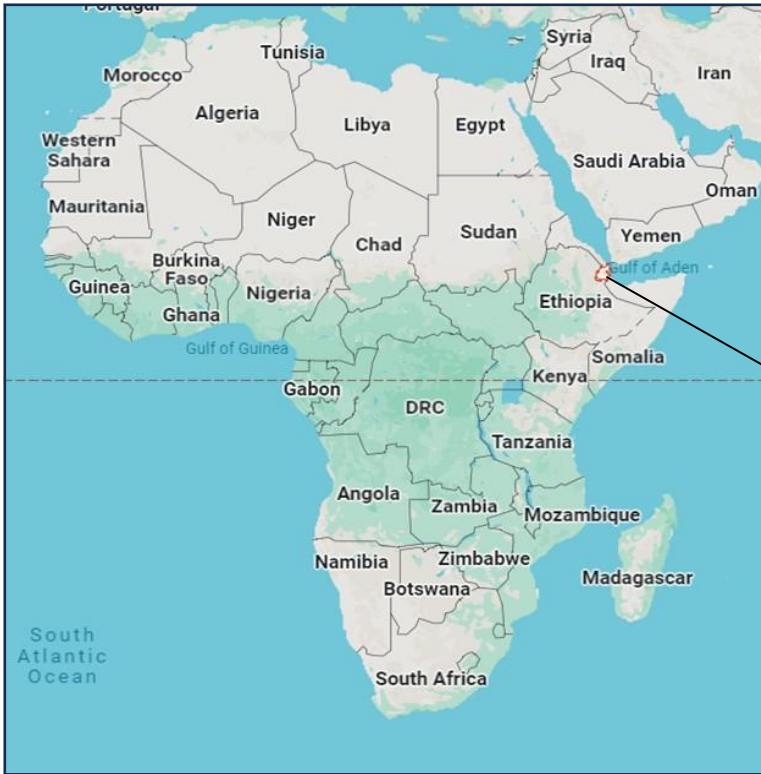 Portugal
Tunisia
Syria
Iraq
Iran
Morocco
Algeria
Libya
Egypt
Western
Sahara
Saudi Arabia
Oman
Mauritania
Niger
Chad
Sudan
Yemen
Burkina
Faso
Gulf of Aden
Guinea
Nigeria
Ethiopia
Ghana
Gulf of Guinea
Somalia
Kenya
Gabon
DRC
Tanzania
Angola
Zambia
Mozambique
Namibia
Zimbabwe
Botswana
Madagascar
South
Atlantic
Ocean
South Africa